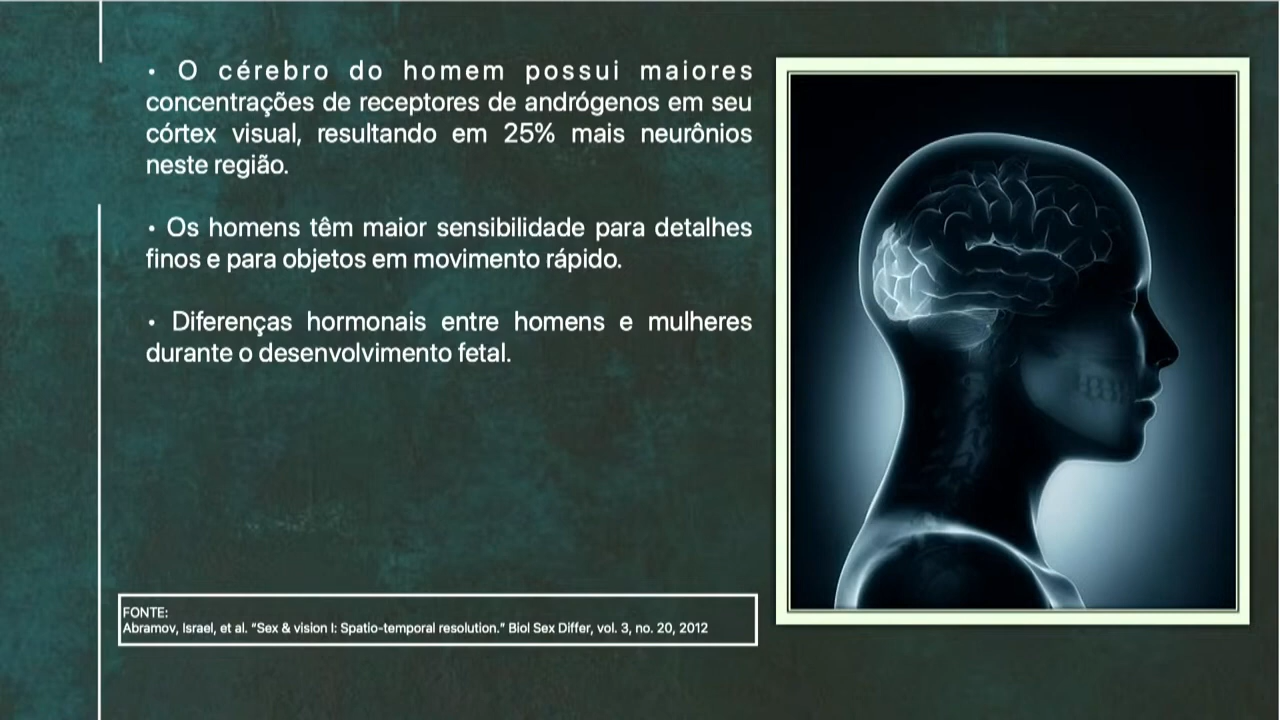 • O cérebro do homem possui maiores
concentrações de receptores de andrógenos em seu
córtex visual, resultando em 25% mais neurônios
neste região.
• Os homens têm maior sensibilidade para detalhes
finos e para objetos em movimento rápido.
• Diferenças hormonais entre homens e mulheres
durante o desenvolvimento fetal.
FONTE:
Abramov, Israel, et al. “Sex & vision I: Spatio-temporal resolution.” Biol Sex Differ, vol. 3, no. 20, 2012